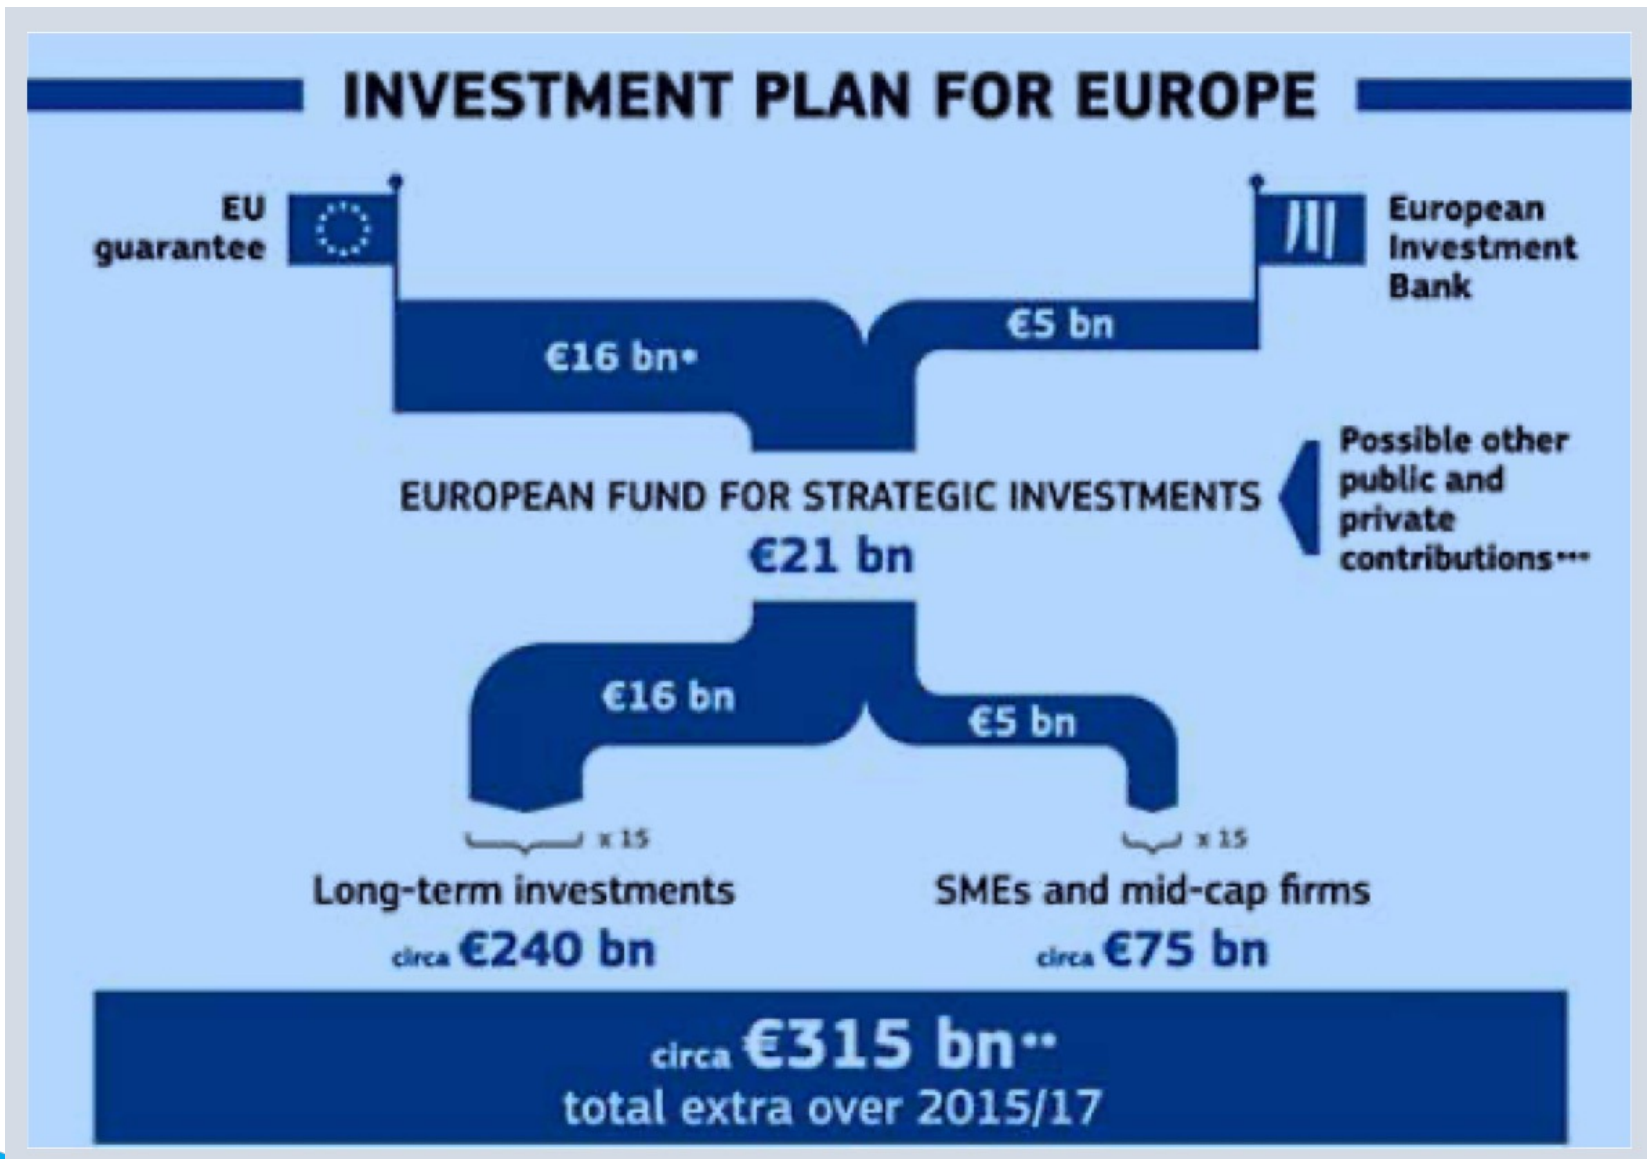 INVESTMENT PLAN FOR EUROPE
EU
guarantee
European
Investment
Bank
€16 bn•
€5 bn
EUROPEAN FUND FOR STRATEGIC INVESTMENTS
€21 bn
Possible other
public and
private
contributions•••
€16 bn
€5 bn
x 15
x 15
Long-term investments
circa €240 bn
SMEs and mid-cap firms
circa €75 bn
circa €315 bn••
total extra over 2015/17